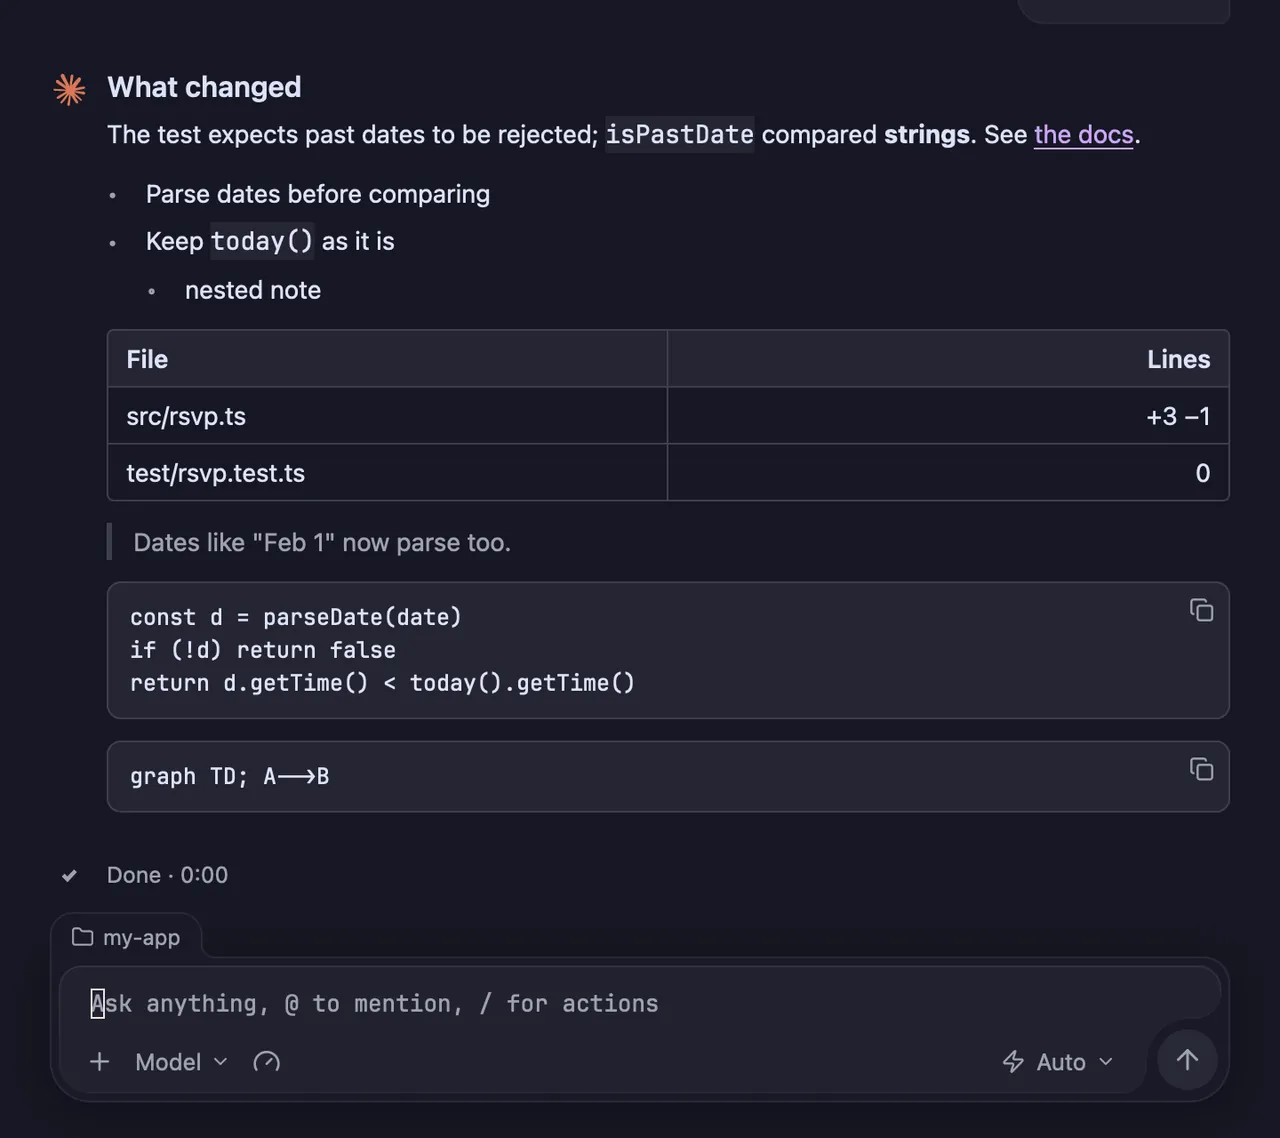 What changed
The test expects past dates to be rejected; isPastDate compared strings. See the docs.
Parse dates before comparing
Keep today() as it is
nested note
File Lines
src/rsvp.ts +3 −1
test/rsvp.test.ts 0
Dates like "Feb 1" now parse too.
const d = parseDate(date)
if (!d) return false
return d.getTime() < today().getTime()
graph TD; A-->B
Done · 0:00
my-app
Ask anything, @ to mention, / for actions
Model Auto